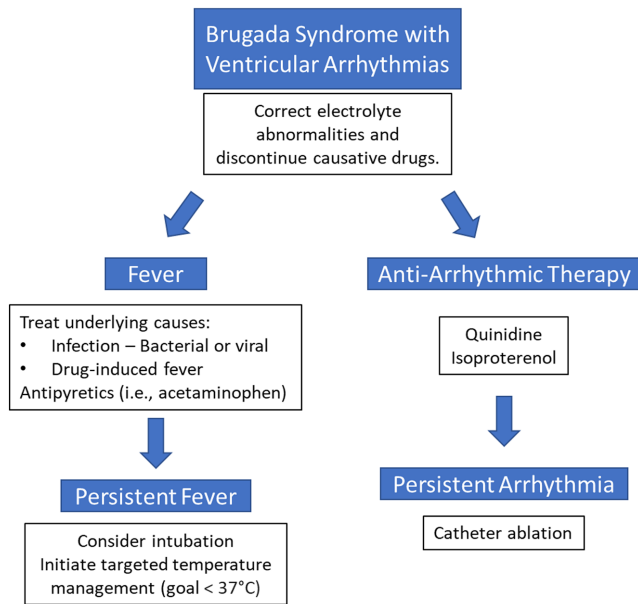 Brugada Syndrome with
Ventricular Arrhythmias
Correct electrolyte
abnormalities and
discontinue causative drugs.
Fever
Treat underlying causes:
• Infection – Bacterial or viral
• Drug-induced fever
Antipyretics (i.e., acetaminophen)
Persistent Fever
Consider intubation
Initiate targeted temperature
management (goal < 37°C)
Anti-Arrhythmic Therapy
Quinidine
Isoproterenol
Persistent Arrhythmia
Catheter ablation